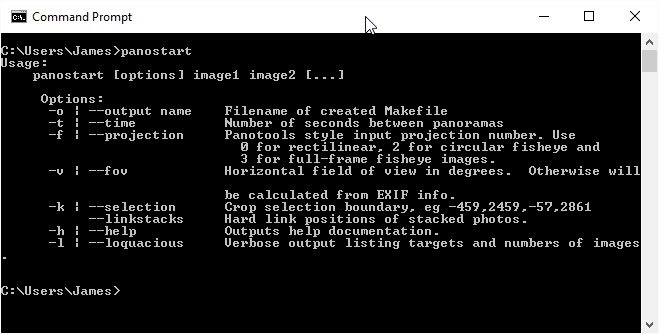 Command Prompt
C:\Users\James>panostart
Usage:
panostart [options] image1 image2 [...]
Options:
-o | --output name Filename of created Makefile
-t | --time Number of seconds between panoramas
-f | --projection Panotools style input projection number. Use
0 for rectilinear, 2 for circular fisheye and
3 for full-frame fisheye images.
-v | --fov Horizontal field of view in degrees. Otherwise will
be calculated from EXIF info.
-k | --selection Crop selection boundary, eg -459,2459,-57,2861
--linkstacks Hard link positions of stacked photos.
-h | --help Outputs help documentation.
-l | --loquacious Verbose output listing targets and numbers of images
.
C:\Users\James>